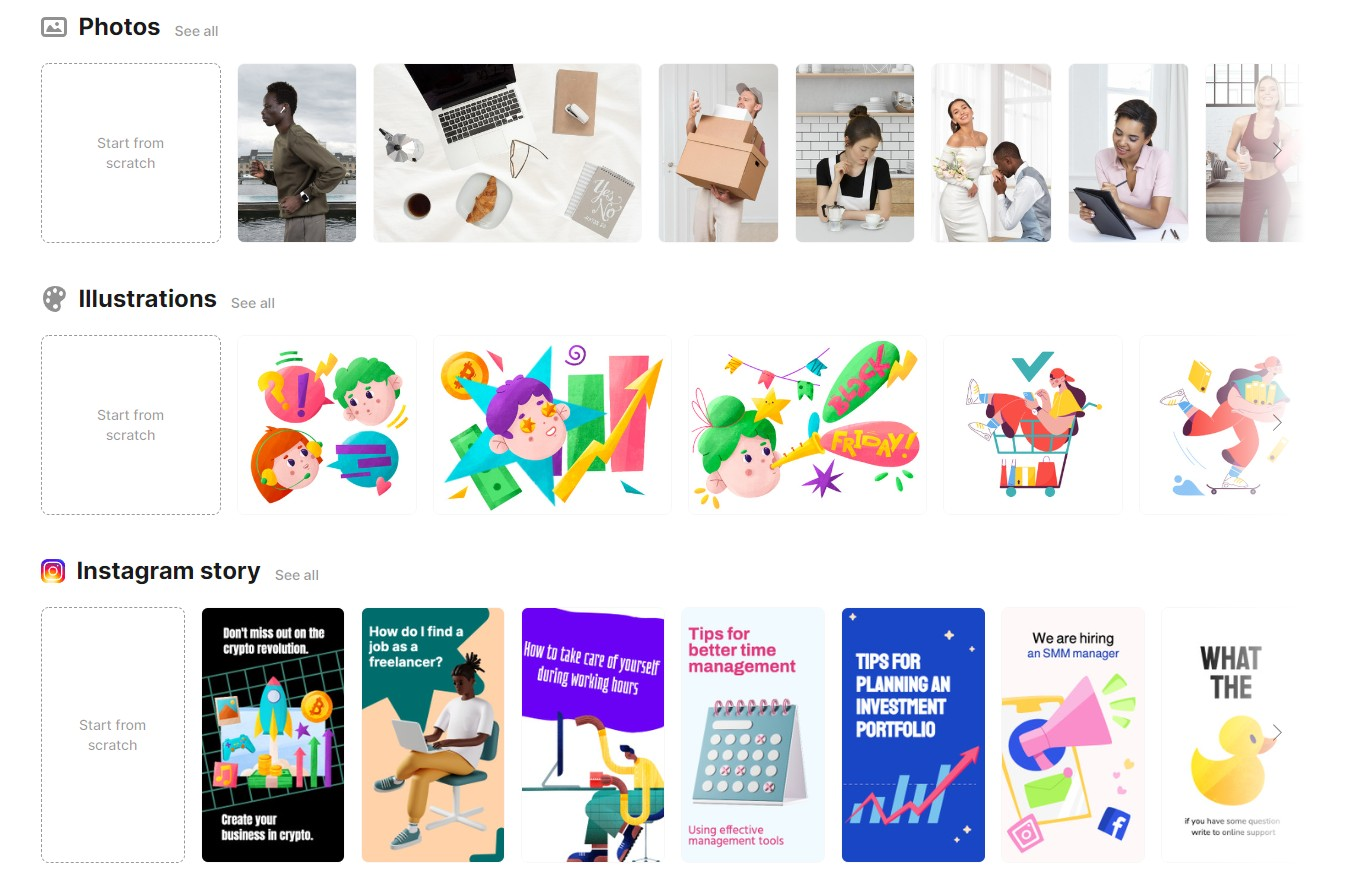 Photos See all
Start from
scratch
Yes
No
Illustrations See all
Start from
scratch
?!
BLACK
FRIDAY!
Instagram story See all
Start from
scratch
Don't miss out on the
crypto revolution.
Create your
business in crypto.
How do I find a
job as a
freelancer?
How to take care of yourself
during working hours
Tips for
better time
management
Using effective
management tools
TIPS FOR
PLANNING AN
INVESTMENT
PORTFOLIO
We are hiring
an SMM manager
WHAT
THE
if you have some question
write to online support